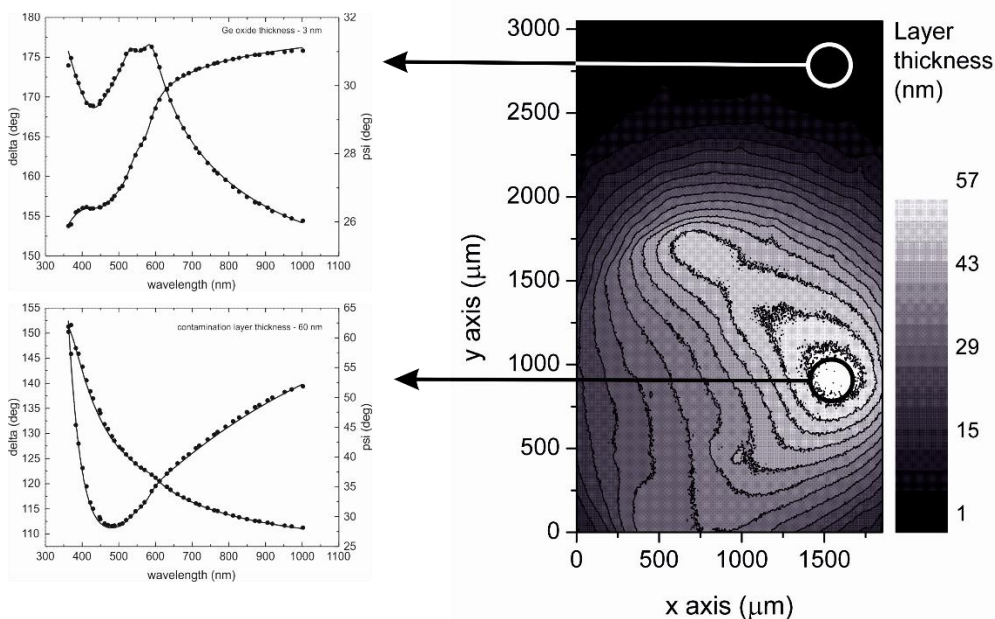 Ge oxide thickness - 3 nm
delta (deg)
180
175
170
165
160
155
150
psi (deg)
32
30
28
26
300 400 500 600 700 800 900 1000 1100
wavelength (nm)
contamination layer thickness - 60 nm
delta (deg)
155
150
145
140
135
130
125
120
115
110
psi (deg)
65
60
55
50
45
40
35
30
25
300 400 500 600 700 800 900 1000 1100
wavelength (nm)
y axis (μm)
3000
2500
2000
1500
1000
500
0
0 500 1000 1500
x axis (μm)
Layer
thickness
(nm)
57
43
29
15
1